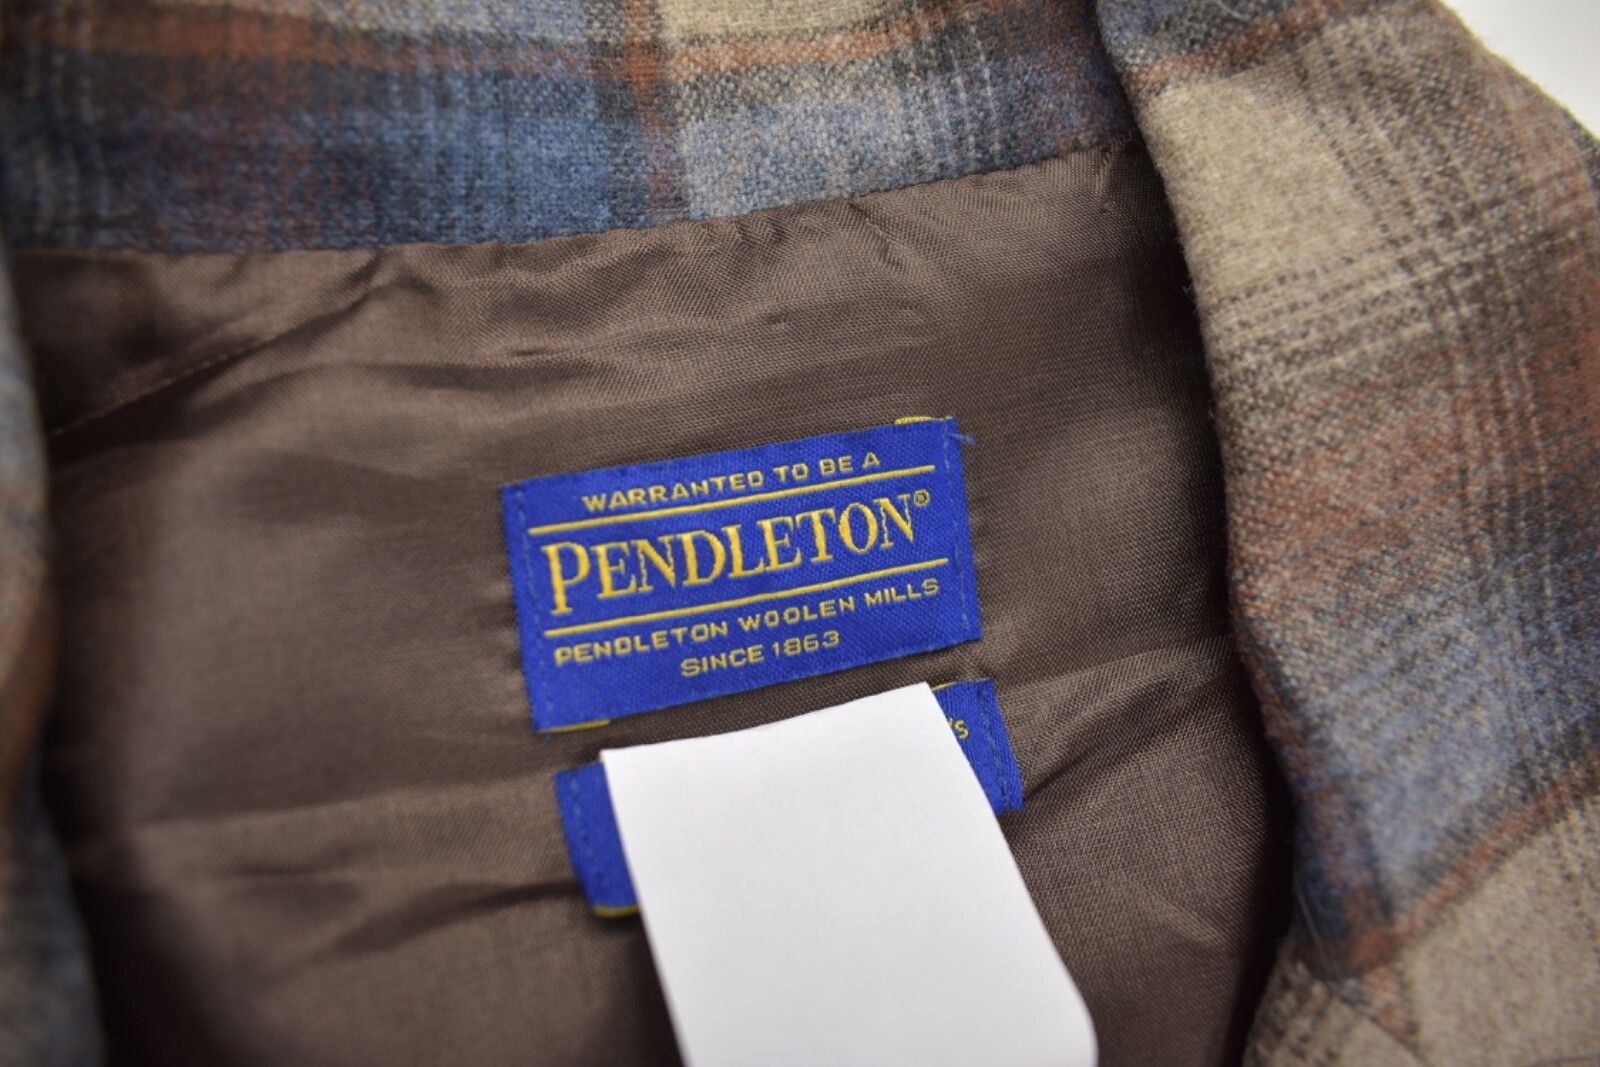 WARRANTED TO BE A
PENDLETON®
PENDLETON WOOLEN MILLS
SINCE 1863
's